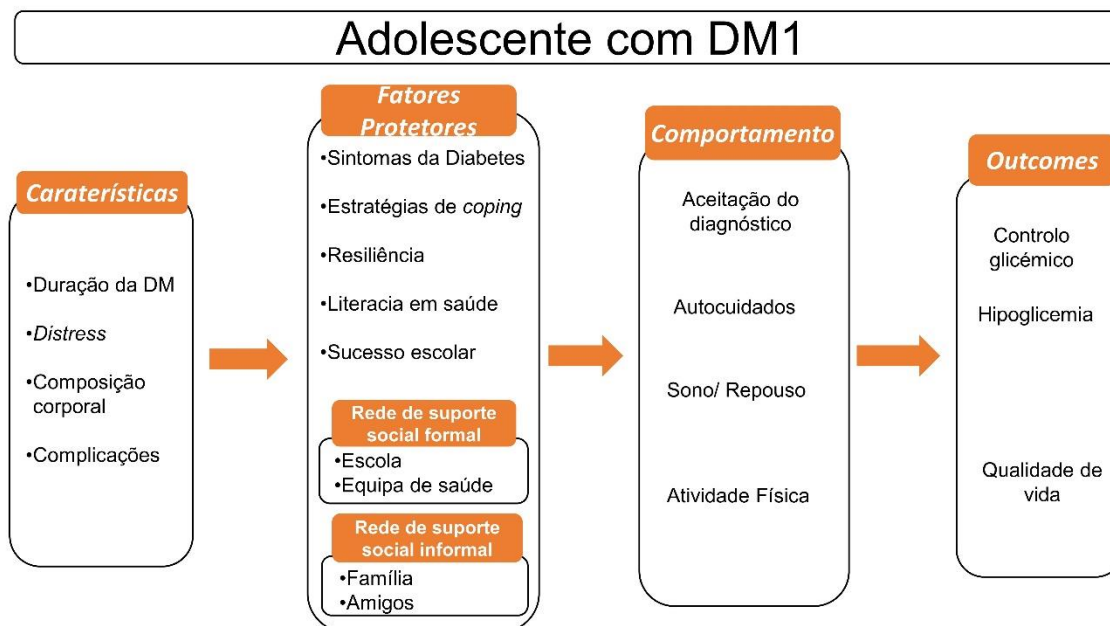 Adolescente com DM1
Caraterísticas
•Duração da DM
•Distress
•Composição
corporal
•Complicações
Fatores
Protetores
•Sintomas da Diabetes
•Estratégias de coping
•Resiliência
•Literacia em saúde
•Sucesso escolar
Rede de suporte
social formal
•Escola
•Equipa de saúde
Rede de suporte
social informal
•Família
•Amigos
Comportamento
Aceitação do
diagnóstico
Autocuidados
Sono/ Repouso
Atividade Física
Outcomes
Controlo
glicémico
Hipoglicemia
Qualidade de
vida